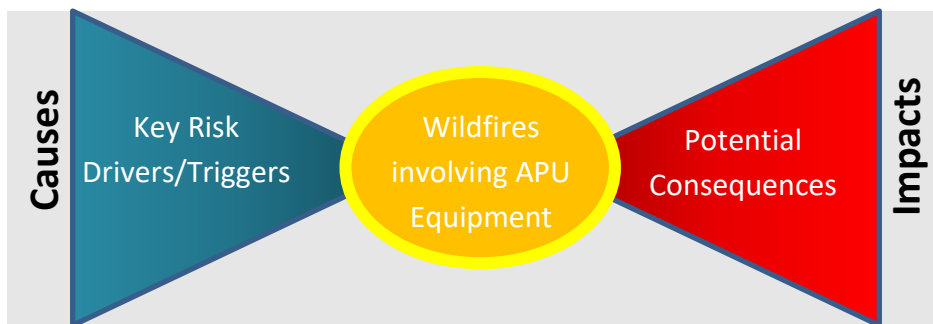 Causes
Key Risk
Drivers/Triggers
Wildfires
involving APU
Equipment
Potential
Consequences
Impacts